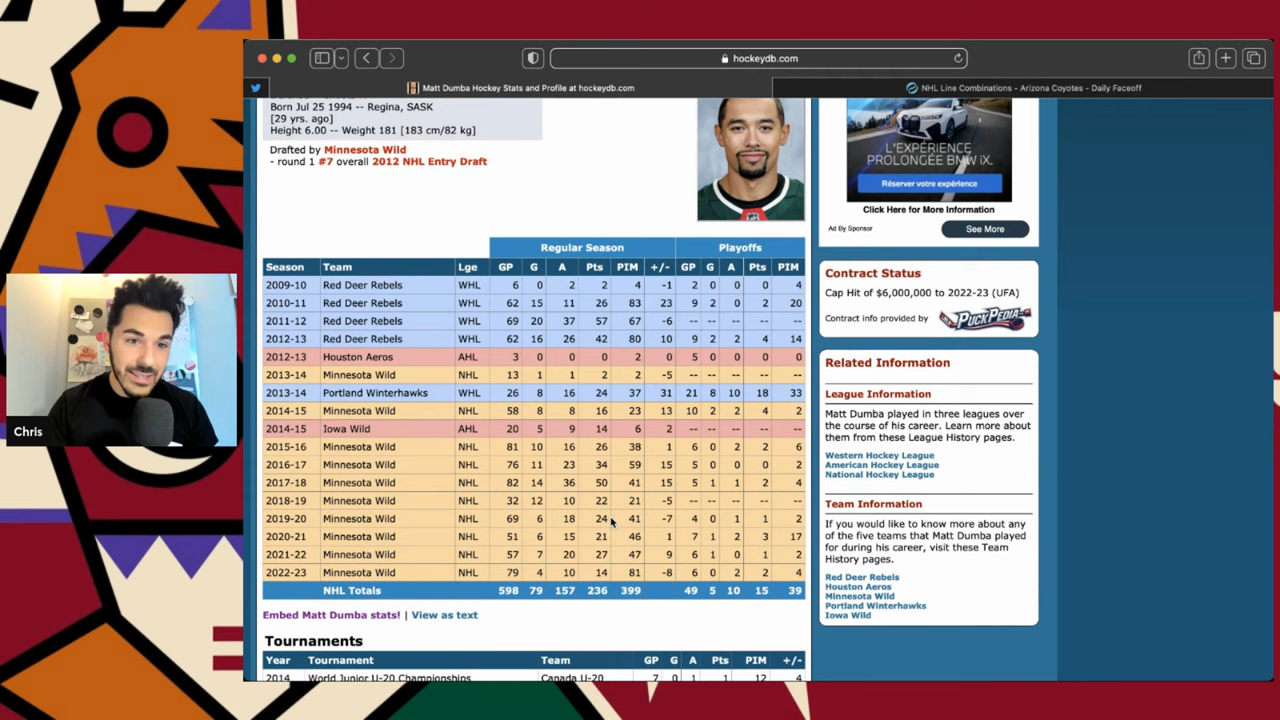 hockeydb.com
Matt Dumba Hockey Stats and Profile at hockeydb.com
NHL Line Combinations - Arizona Coyotes - Daily Faceoff
Born Jul 25 1994 -- Regina, SASK
[29 yrs. ago]
Height 6.00 -- Weight 181 [183 cm/82 kg]
Drafted by Minnesota Wild
- round 1 #7 overall 2012 NHL Entry Draft
Regular Season Playoffs
Season Team Lge GP G A Pts PIM +/- GP G A Pts PIM
2009-10 Red Deer Rebels WHL 6 0 2 2 4 -1 2 0 0 0 4
2010-11 Red Deer Rebels WHL 62 15 11 26 83 23 9 2 0 2 20
2011-12 Red Deer Rebels WHL 69 20 37 57 67 -6 -- -- -- -- --
2012-13 Red Deer Rebels WHL 62 16 26 42 80 10 9 2 2 4 14
2012-13 Houston Aeros AHL 3 0 0 0 2 0 5 0 0 0 0
2013-14 Minnesota Wild NHL 13 1 1 2 2 -5 -- -- -- -- --
2013-14 Portland Winterhawks WHL 26 8 16 24 37 31 21 8 10 18 33
2014-15 Minnesota Wild NHL 58 8 8 16 23 13 10 2 2 4 2
2014-15 Iowa Wild AHL 20 5 9 14 6 2 -- -- -- -- --
2015-16 Minnesota Wild NHL 81 10 16 26 38 1 6 0 2 2 6
2016-17 Minnesota Wild NHL 76 11 23 34 59 15 5 0 0 0 2
2017-18 Minnesota Wild NHL 82 14 36 50 41 15 5 1 1 2 4
2018-19 Minnesota Wild NHL 32 12 10 22 21 -5 -- -- -- -- --
2019-20 Minnesota Wild NHL 69 6 18 24 41 -7 4 0 1 1 2
2020-21 Minnesota Wild NHL 51 6 15 21 46 1 7 1 2 3 17
2021-22 Minnesota Wild NHL 57 7 20 27 47 9 6 1 0 1 2
2022-23 Minnesota Wild NHL 79 4 10 14 81 -8 6 0 2 2 4
NHL Totals 598 79 157 236 399 49 5 10 15 39
Embed Matt Dumba stats! | View as text
Tournaments
Year Tournament Team GP G A Pts PIM +/-
2014 World Junior U-20 Championships Canada U-20 7 0 1 1 12 4
L'EXPÉRIENCE
PROLONGÉE BMW iX.
Réserver votre expérience
Click Here for More Information
Ad By Sponsor See More
Contract Status
Cap Hit of $6,000,000 to 2022-23 (UFA)
Contract info provided by PUCKPEDIA
Related Information
League Information
Matt Dumba played in three leagues over
the course of his career. Learn more about
them from these League History pages.
Western Hockey League
American Hockey League
National Hockey League
Team Information
If you would like to know more about any
of the five teams that Matt Dumba played
for during his career, visit these Team
History pages.
Red Deer Rebels
Houston Aeros
Minnesota Wild
Portland Winterhawks
Iowa Wild
Chris